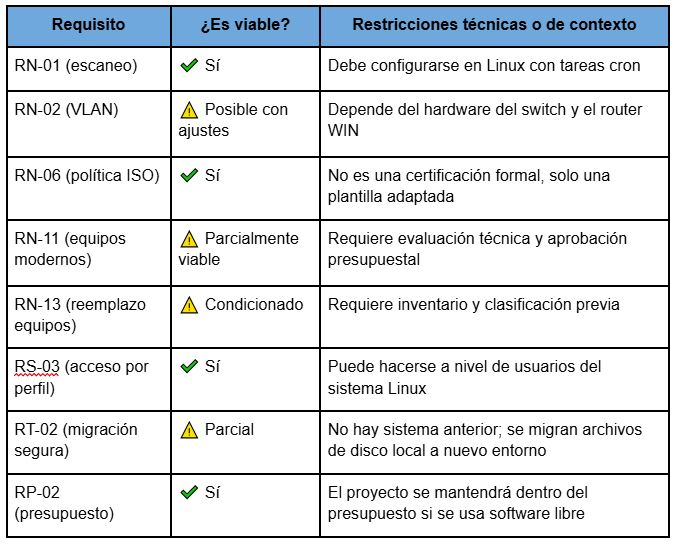 Requisito ¿Es viable? Restricciones técnicas o de contexto
RN-01 (escaneo) ✔ Sí Debe configurarse en Linux con tareas cron
RN-02 (VLAN) ⚠ Posible con Depende del hardware del switch y el router
ajustes WIN
RN-06 (política ISO) ✔ Sí No es una certificación formal, solo una
plantilla adaptada
RN-11 (equipos ⚠ Parcialmente Requiere evaluación técnica y aprobación
modernos) viable presupuestal
RN-13 (reemplazo ⚠ Condicionado Requiere inventario y clasificación previa
equipos)
RS-03 (acceso por ✔ Sí Puede hacerse a nivel de usuarios del
perfil) sistema Linux
RT-02 (migración ⚠ Parcial No hay sistema anterior; se migran archivos
segura) de disco local a nuevo entorno
RP-02 ✔ Sí El proyecto se mantendrá dentro del
(presupuesto) presupuesto si se usa software libre